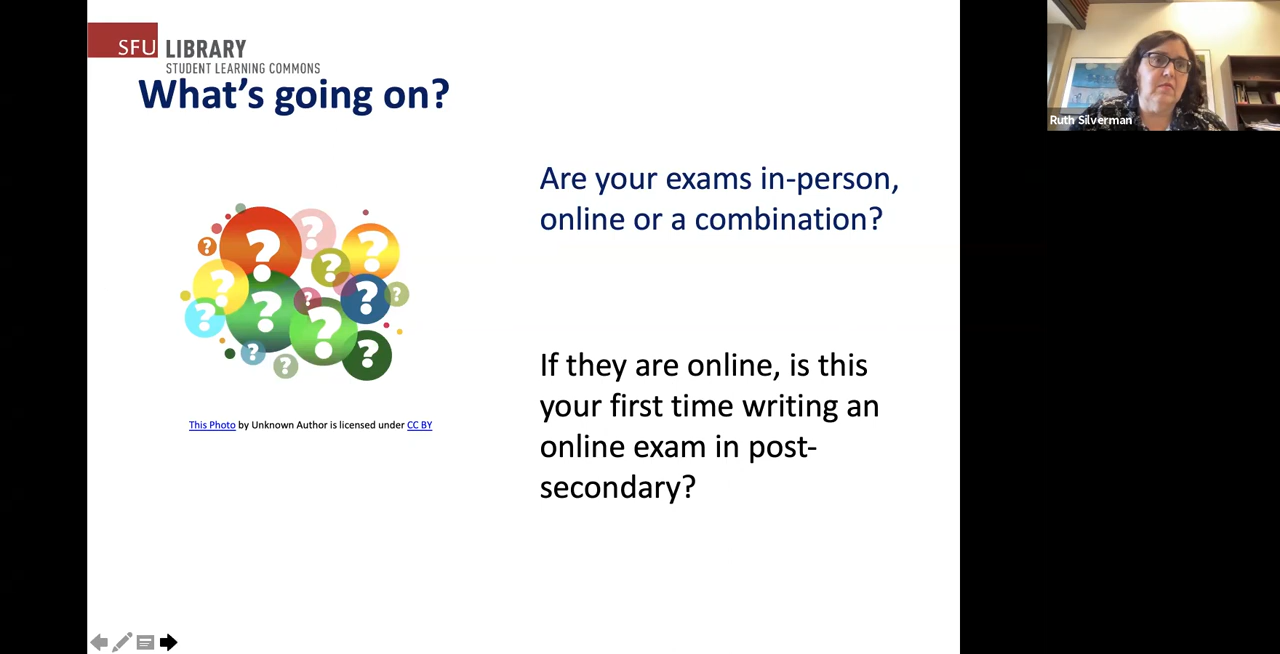 SFU LIBRARY
STUDENT LEARNING COMMONS
What's going on?
Are your exams in-person,
online or a combination?
If they are online, is this
your first time writing an
online exam in post-
secondary?
? ? ? ? ? ? ? ? ? ? ? ? ?
This Photo by Unknown Author is licensed under CC BY
Ruth Silverman